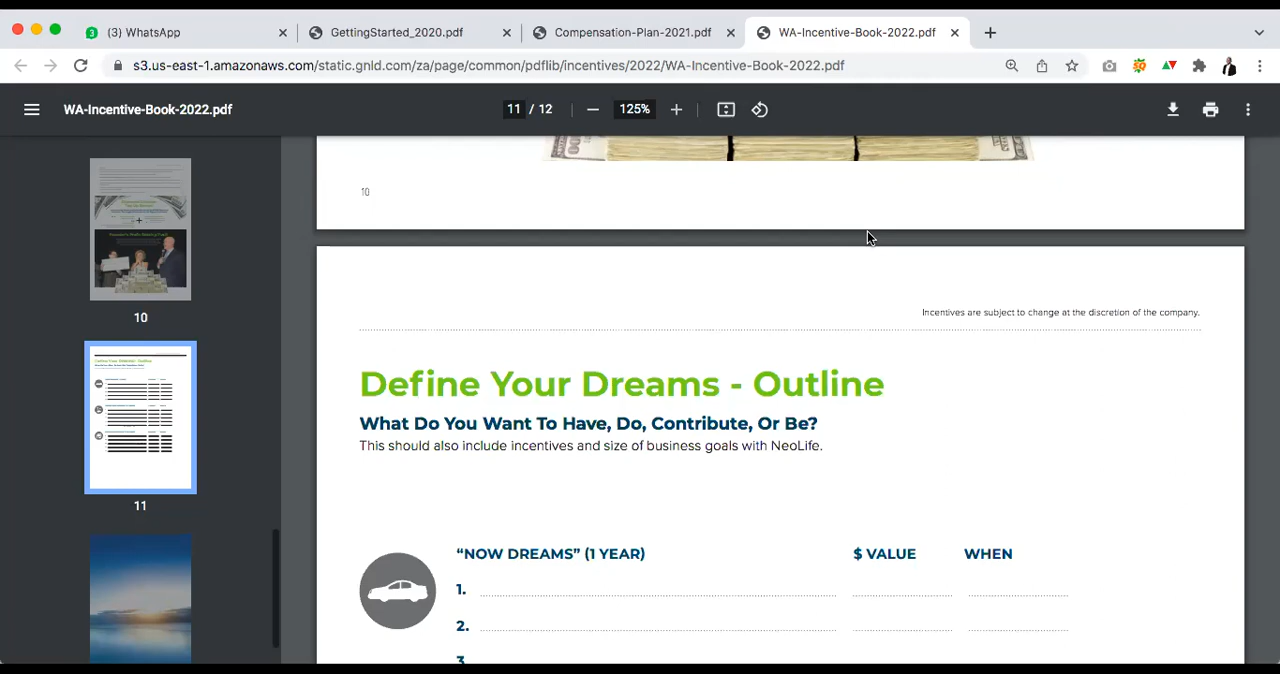 (3) WhatsApp
GettingStarted_2020.pdf
Compensation-Plan-2021.pdf
WA-Incentive-Book-2022.pdf
s3.us-east-1.amazonaws.com/static.gnld.com/za/page/common/pdflib/incentives/2022/WA-Incentive-Book-2022.pdf
WA-Incentive-Book-2022.pdf
11 / 12
125%
10
11
10
Incentives are subject to change at the discretion of the company.
Define Your Dreams - Outline
What Do You Want To Have, Do, Contribute, Or Be?
This should also include incentives and size of business goals with NeoLife.
“NOW DREAMS” (1 YEAR) $ VALUE WHEN
1.
2.
3.